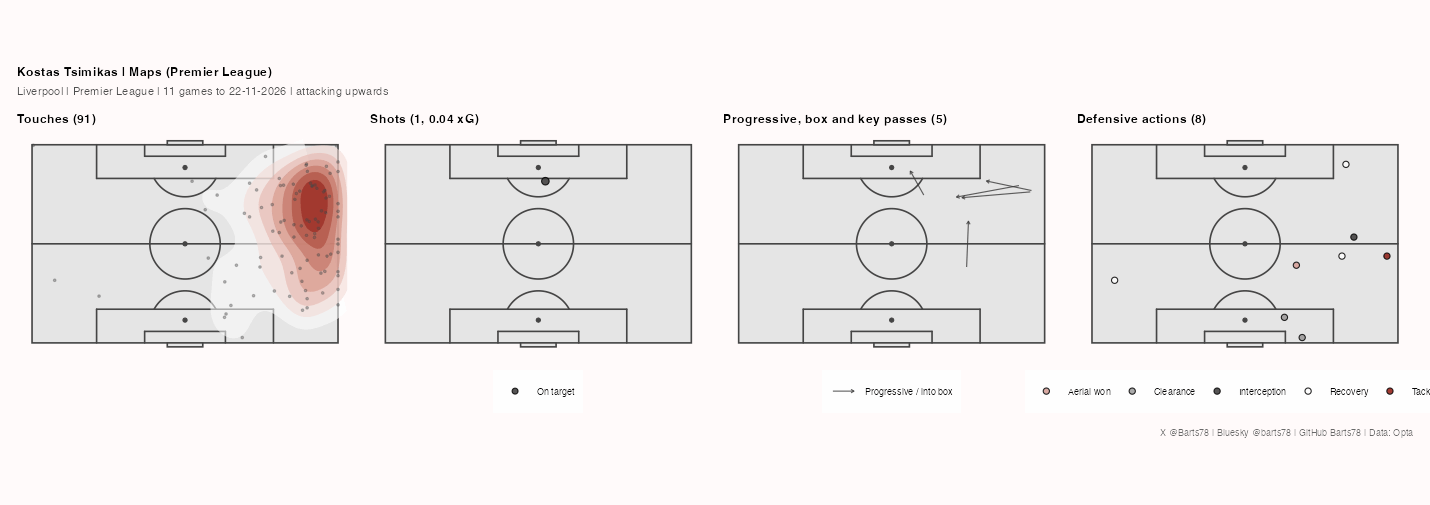 Kostas Tsimikas | Maps (Premier League)
Liverpool | Premier League | 11 games to 22-11-2026 | attacking upwards
Touches (91)
Shots (1, 0.04 xG)
Progressive, box and key passes (5)
Defensive actions (8)
On target
Progressive / into box
Aerial won
Clearance
Interception
Recovery
Tack
X @Barts78 | Bluesky @barts78 | GitHub Barts78 | Data: Opta